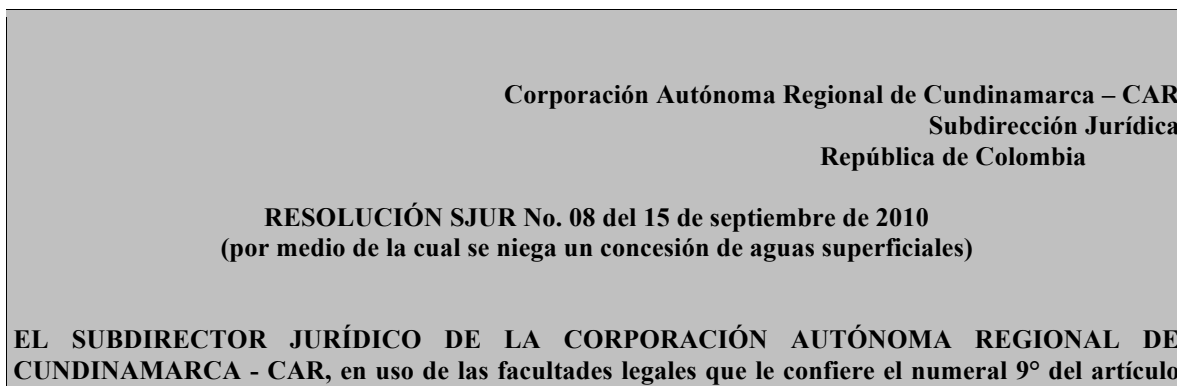 Corporación Autónoma Regional de Cundinamarca – CAR
Subdirección Jurídica
República de Colombia
RESOLUCIÓN SJUR No. 08 del 15 de septiembre de 2010
(por medio de la cual se niega un concesión de aguas superficiales)
EL SUBDIRECTOR JURÍDICO DE LA CORPORACIÓN AUTÓNOMA REGIONAL DE
CUNDINAMARCA - CAR, en uso de las facultades legales que le confiere el numeral 9° del artículo